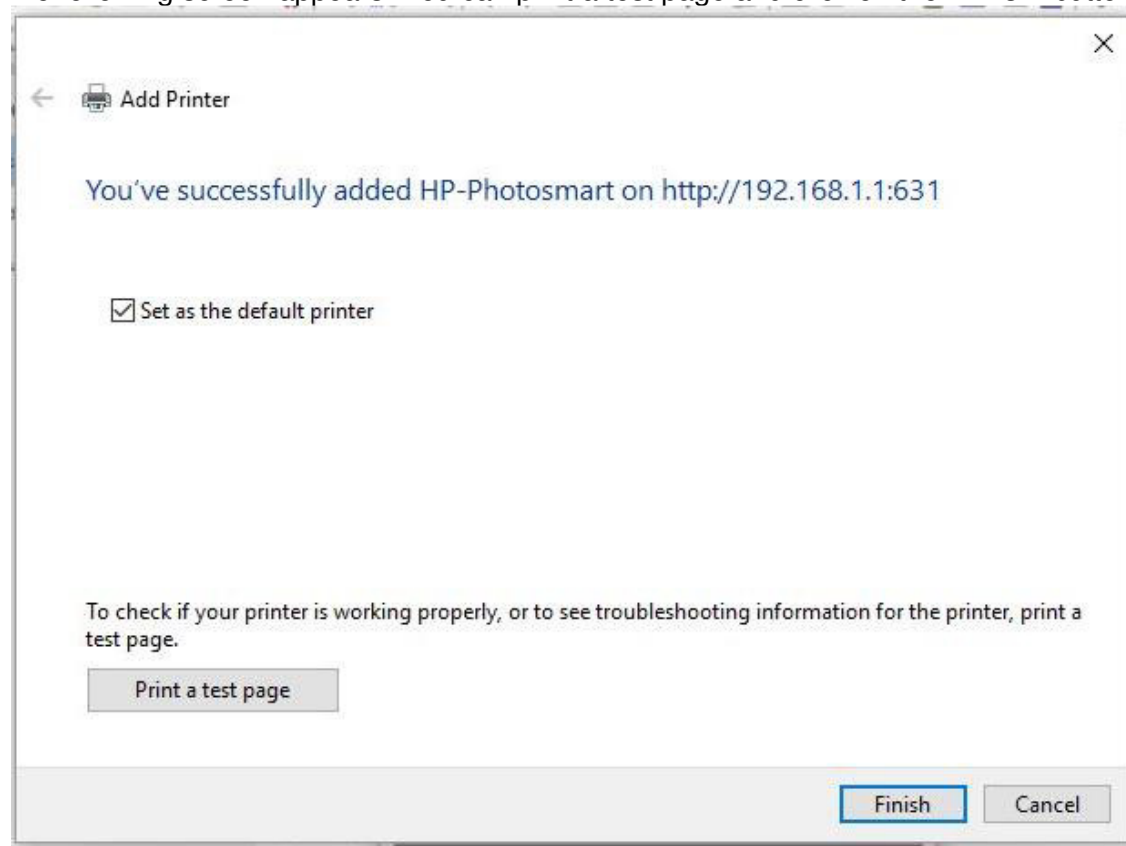 Add Printer
You've successfully added HP-Photosmart on http://192.168.1.1:631
Set as the default printer
To check if your printer is working properly, or to see troubleshooting information for the printer, print a
test page.
Print a test page
Finish Cancel